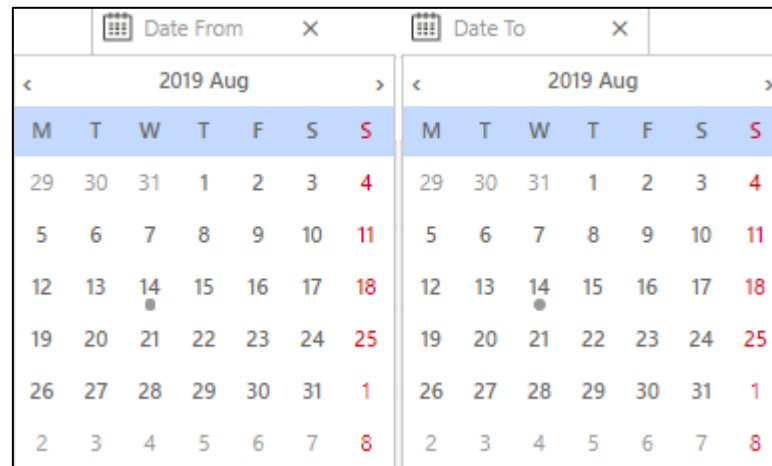 Date From × Date To ×
‹ 2019 Aug › ‹ 2019 Aug ›
M T W T F S S M T W T F S S
29 30 31 1 2 3 4 29 30 31 1 2 3 4
5 6 7 8 9 10 11 5 6 7 8 9 10 11
12 13 14 15 16 17 18 12 13 14 15 16 17 18
19 20 21 22 23 24 25 19 20 21 22 23 24 25
26 27 28 29 30 31 1 26 27 28 29 30 31 1
2 3 4 5 6 7 8 2 3 4 5 6 7 8